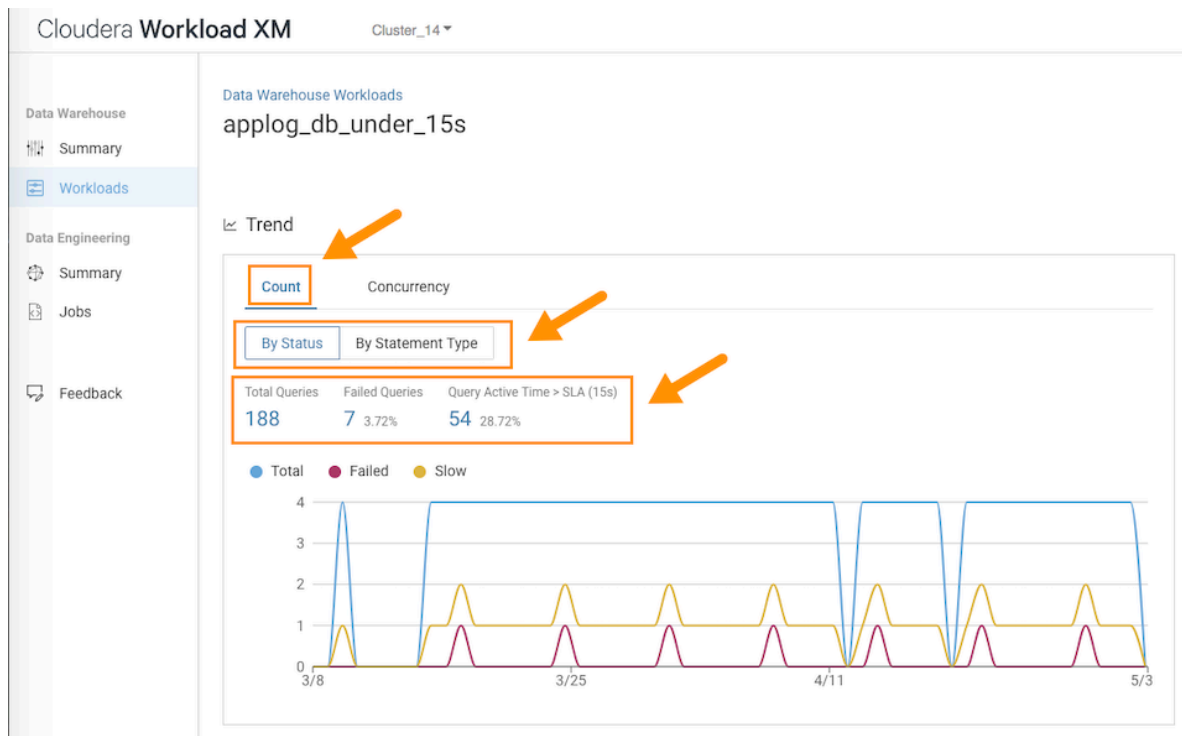 Cloudera Workload XM
Cluster_14
Data Warehouse
Summary
Workloads
Data Engineering
Summary
Jobs
Feedback
Data Warehouse Workloads
applog_db_under_15s
Trend
Count Concurrency
By Status By Statement Type
Total Queries Failed Queries Query Active Time > SLA (15s)
188 7 3.72% 54 28.72%
Total Failed Slow
4
3
2
1
0
3/8 3/25 4/11 5/3